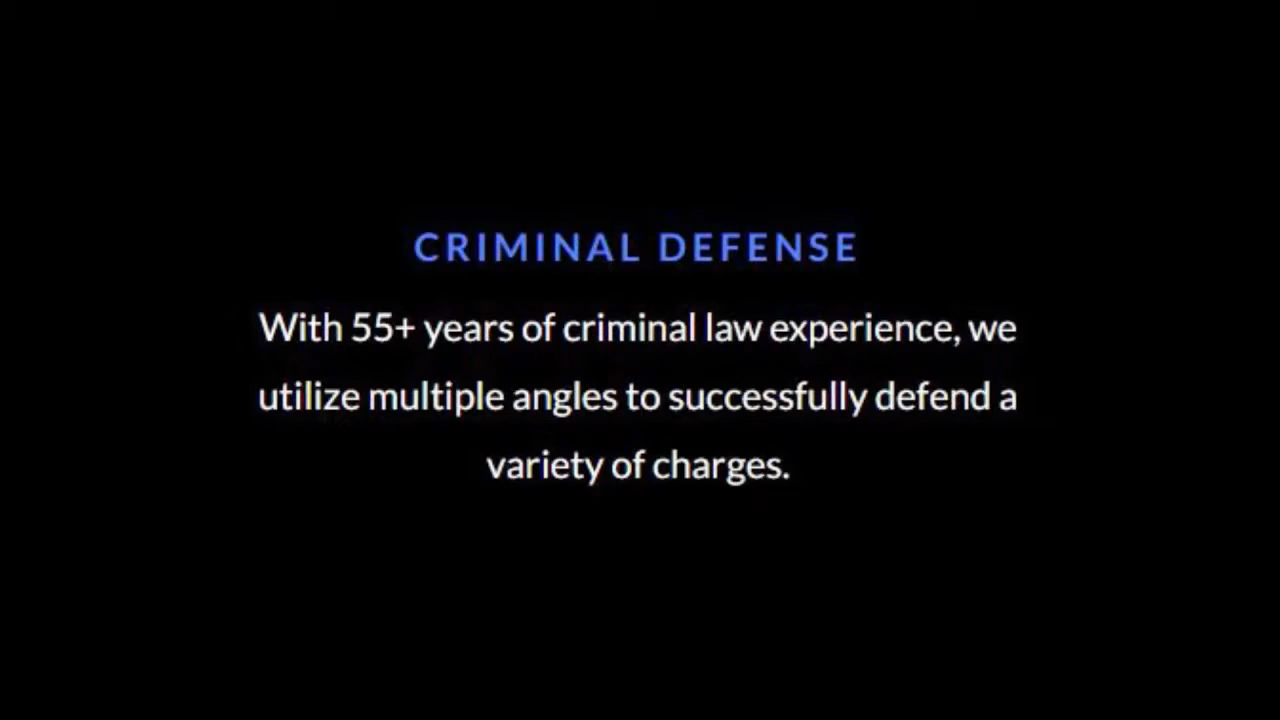 CRIMINAL DEFENSE
With 55+ years of criminal law experience, we
utilize multiple angles to successfully defend a
variety of charges.